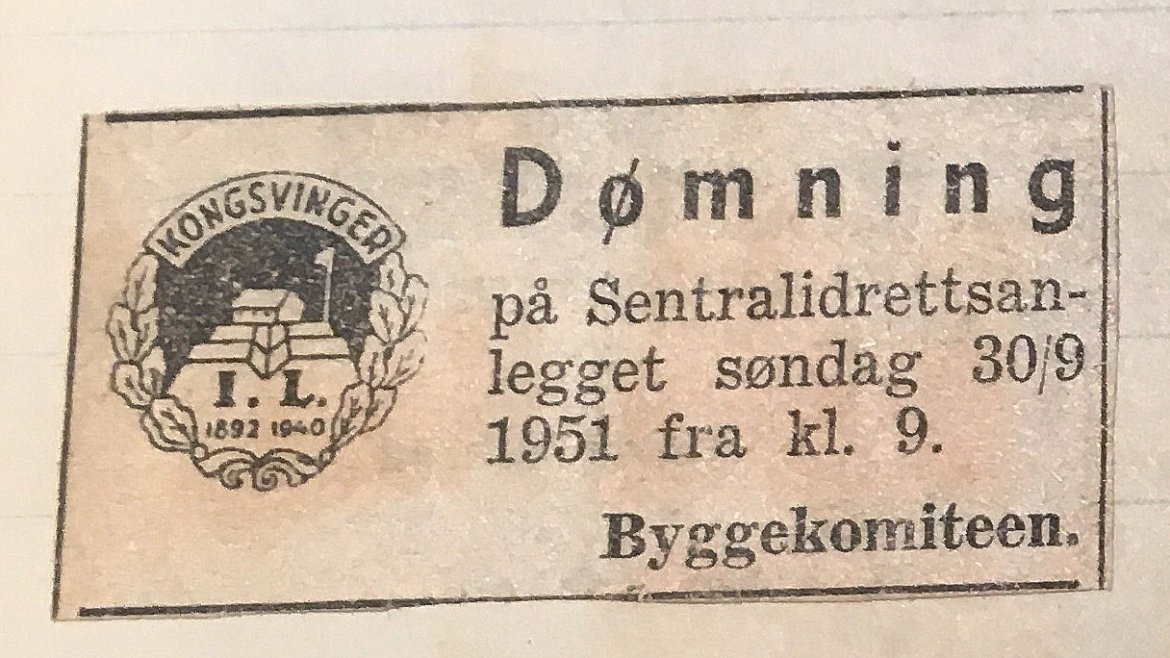 KONGSVINGER
I. L.
1892 1940
Dømning
på Sentralidrettsan-
legget søndag 30/9
1951 fra kl. 9.
Byggekomiteen.